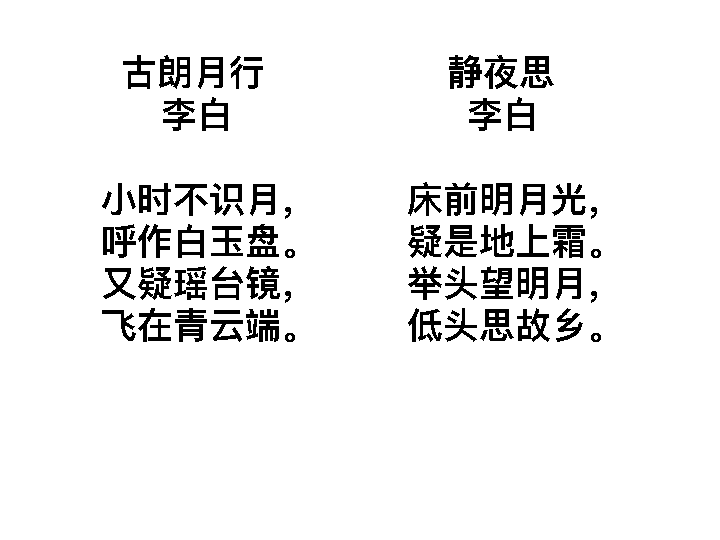 古朗月行
李白
小时不识月，
呼作白玉盘。
又疑瑶台镜，
飞在青云端。
静夜思
李白
床前明月光，
疑是地上霜。
举头望明月，
低头思故乡。